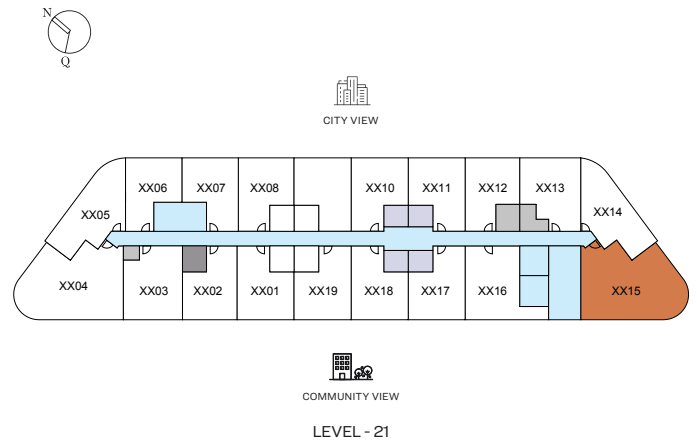 N
Q
CITY VIEW
XX06 XX07 XX08 XX10 XX11 XX12 XX13
XX05 XX14
XX04 XX03 XX02 XX01 XX19 XX18 XX17 XX16 XX15
COMMUNITY VIEW
LEVEL - 21